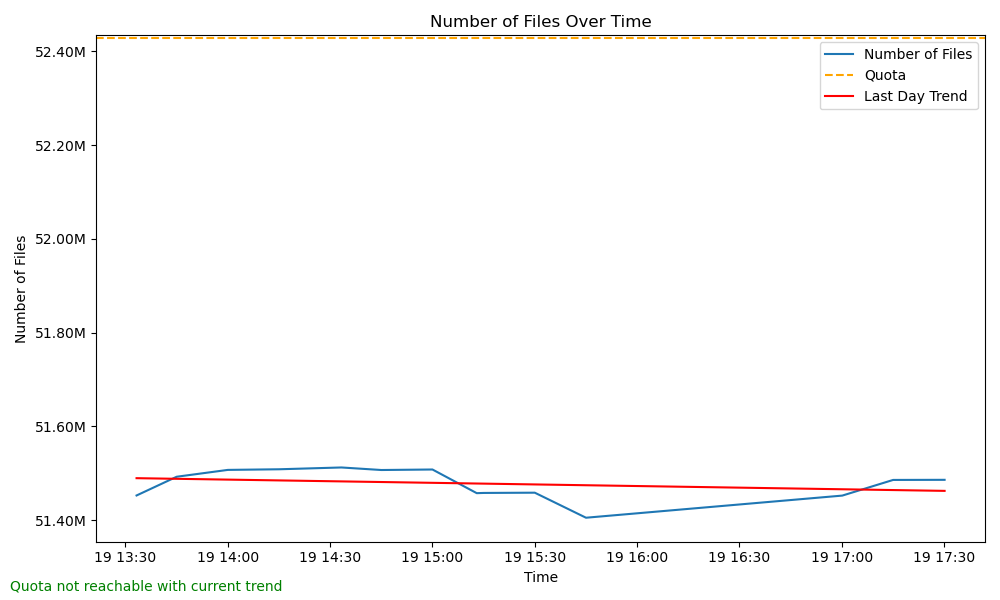 Number of Files Over Time
52.40M
52.20M
52.00M
51.80M
51.60M
51.40M
Number of Files
Number of Files
Quota
Last Day Trend
19 13:30
19 14:00
19 14:30
19 15:00
19 15:30
19 16:00
19 16:30
19 17:00
19 17:30
Time
Quota not reachable with current trend